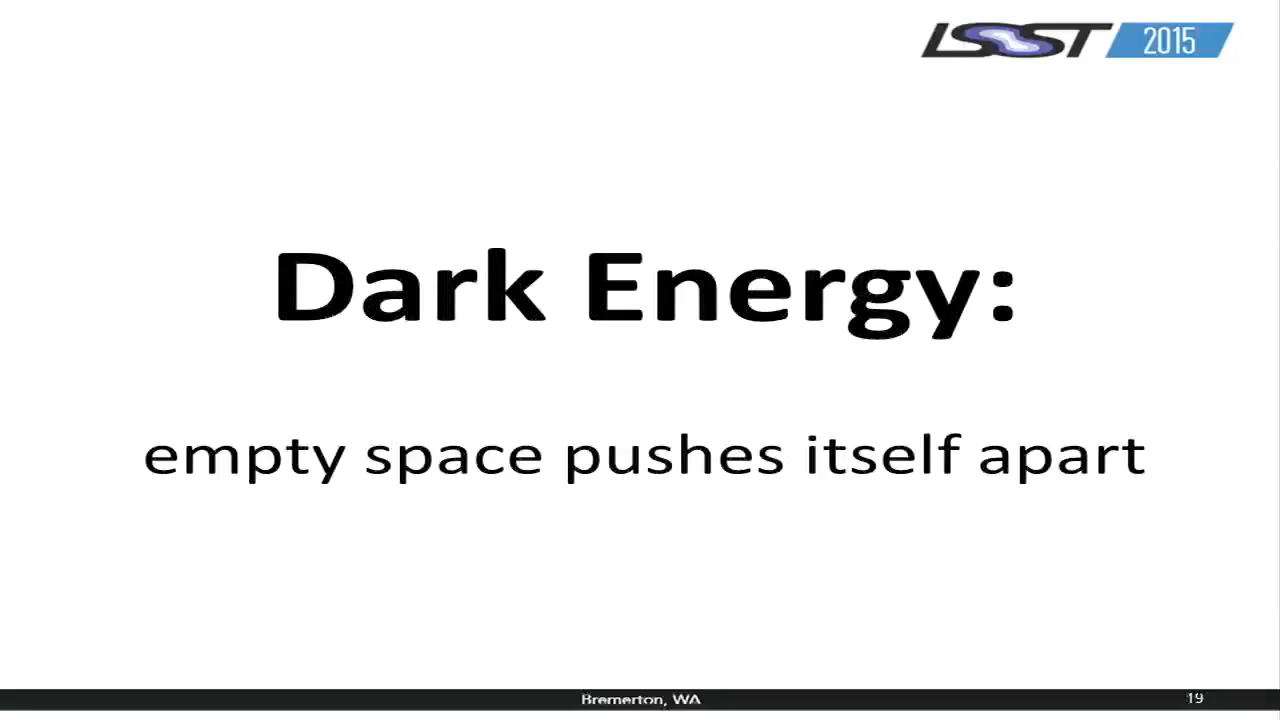 LSST 2015
Dark Energy:
empty space pushes itself apart
Bremerton, WA 19